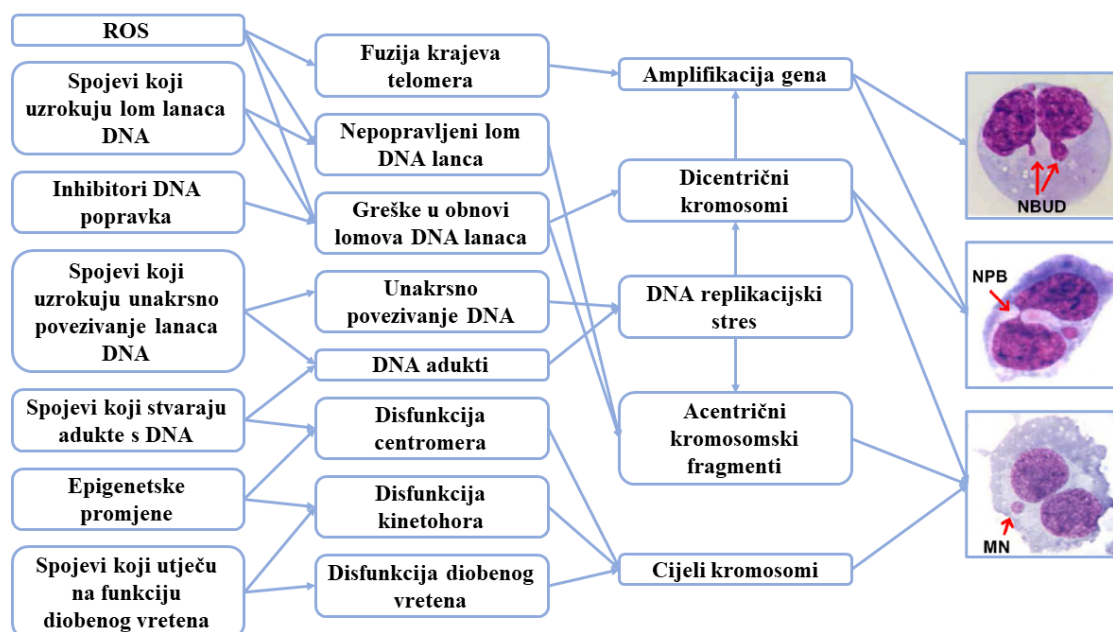 ROS
Spojevi koji
uzrokuju lom lanaca
DNA
Inhibitori DNA
popravka
Spojevi koji
uzrokuju unakrsno
povezivanje lanaca
DNA
Spojevi koji stvaraju
adukte s DNA
Epigenetske
promjene
Spojevi koji utječu
na funkciju
diobenog vretena
Fuzija krajeva
telomera
Nepopravljeni lom
DNA lanca
Greške u obnovi
lomova DNA lanaca
Unakrsno
povezivanje DNA
DNA adukti
Disfunkcija
centromera
Disfunkcija
kinetohora
Disfunkcija diobenog
vretena
Amplifikacija gena
Dicentrični
kromosomi
DNA replikacijski
stres
Acentrični
kromosomski
fragmenti
Cijeli kromosomi
NBUD
NPB
MN